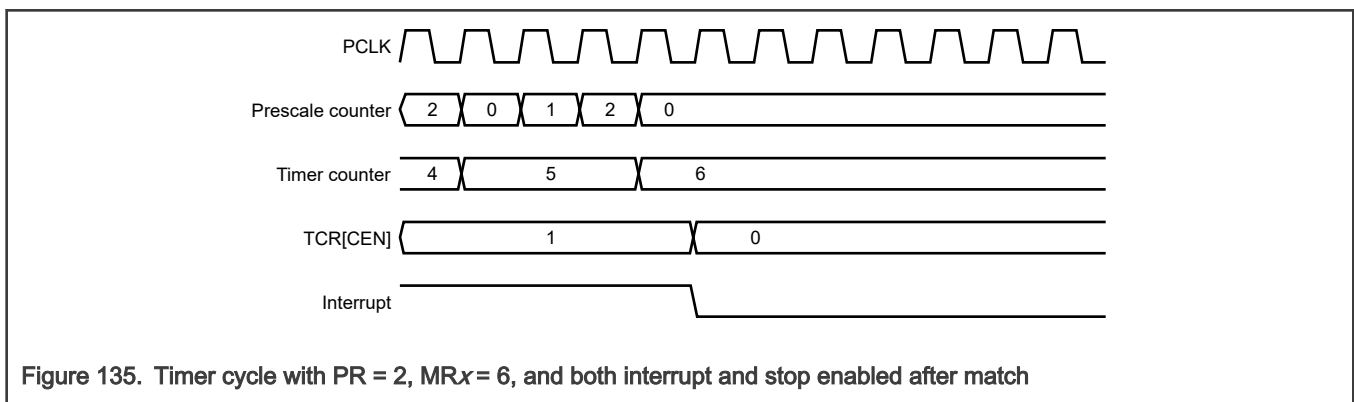 PCLK
Prescale counter 2 0 1 2 0
Timer counter 4 5 6
TCR[CEN] 1 0
Interrupt
Figure 135. Timer cycle with PR = 2, MRx= 6, and both interrupt and stop enabled after match